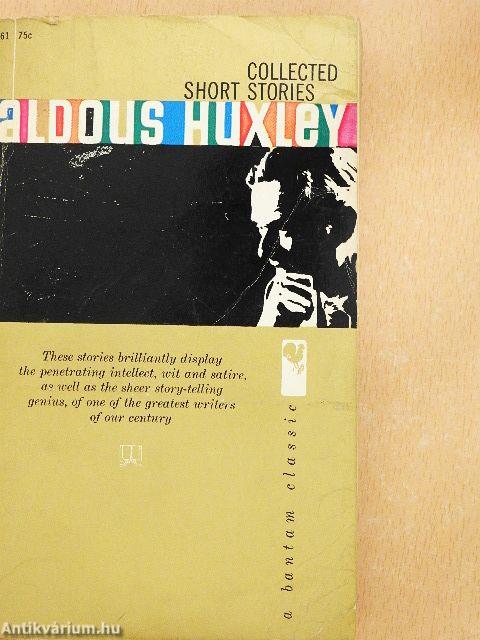 61 75c
COLLECTED
SHORT STORIES
ALDOUS HUXLEY
These stories brilliantly display
the penetrating intellect, wit and satire,
as well as the sheer story-telling
genius, of one of the greatest writers
of our century
a bantam classic
Antikvárium.hu